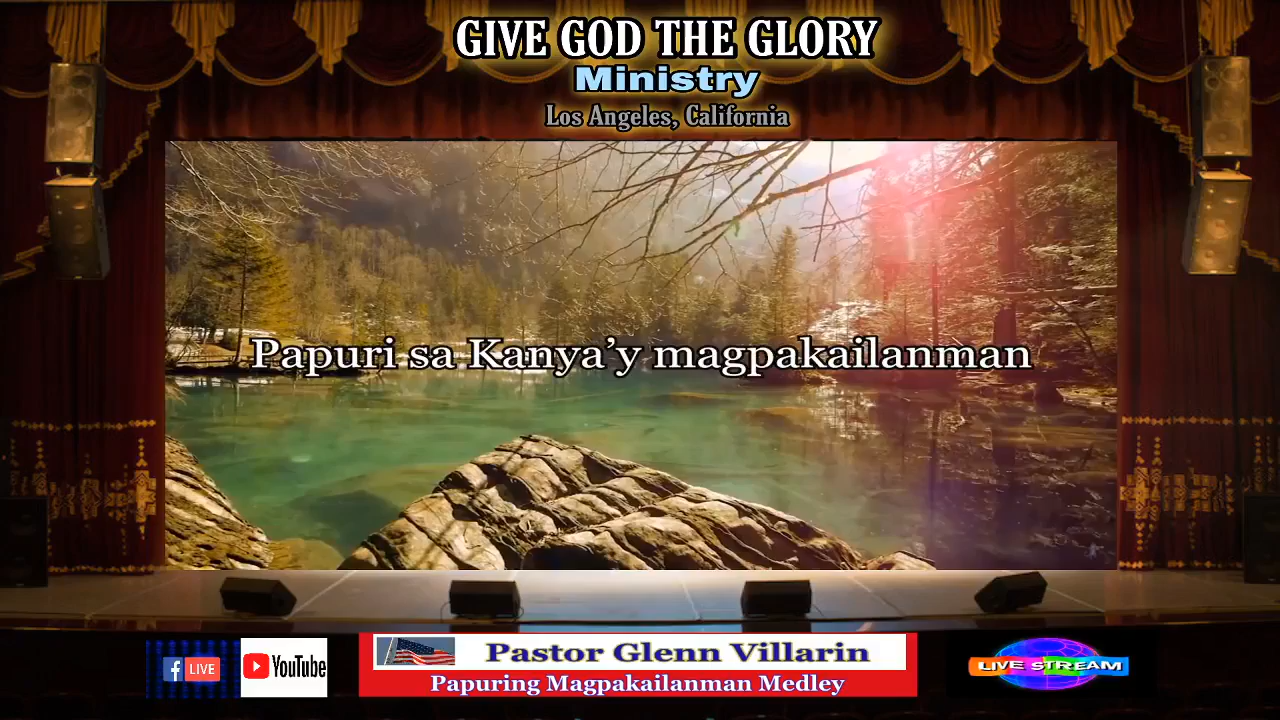 GIVE GOD THE GLORY
Ministry
Los Angeles, California
Papuri sa Kanya’y magpakailanman
f LIVE
YouTube
Pastor Glenn Villarin
Papuring Magpakailanman Medley
LIVE STREAM